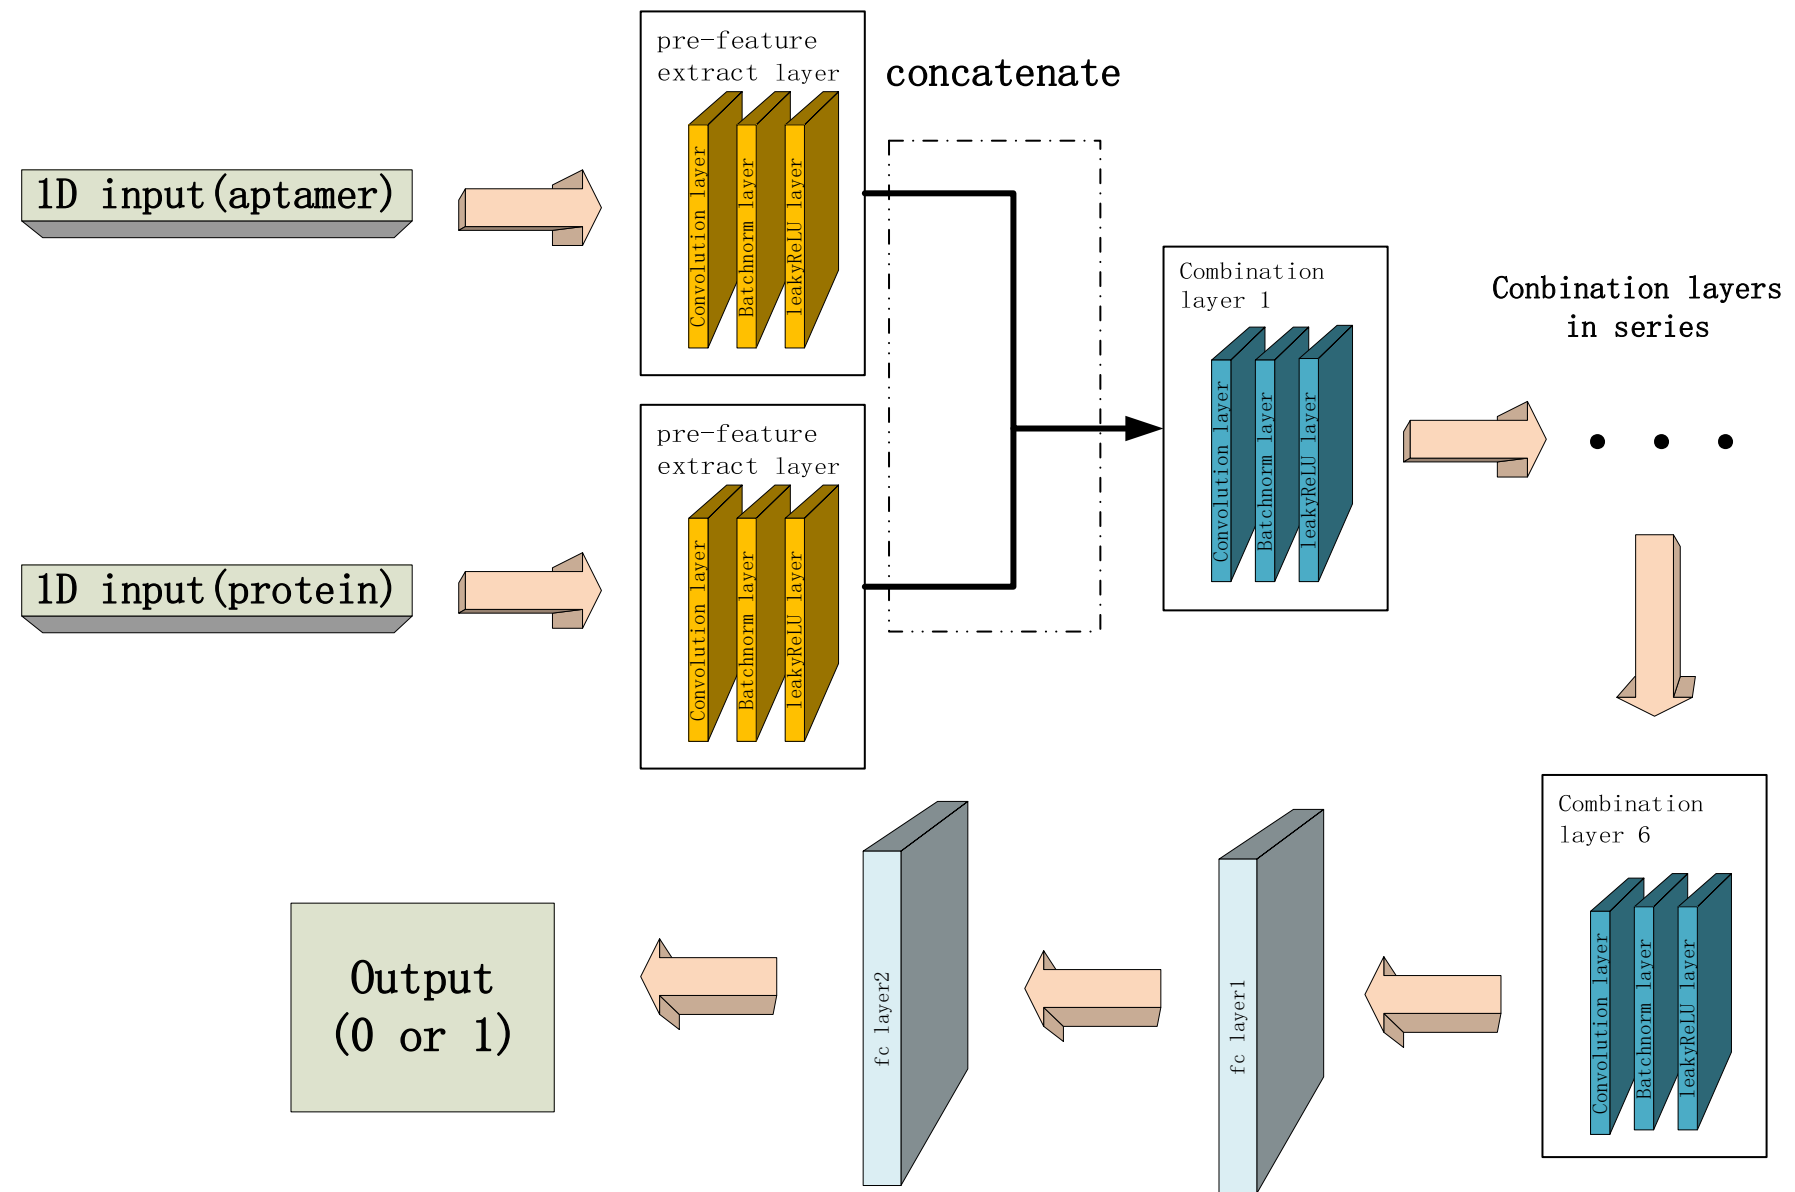 pre-feature
extract layer
Convolution layer
Batchnorm layer
leakyReLU layer
concatenate
1D input(aptamer)
Combination
layer 1
Convolution layer
Batchnorm layer
leakyReLU layer
Conbination layers
in series
pre-feature
extract layer
Convolution layer
Batchnorm layer
leakyReLU layer
1D input(protein)
Combination
layer 6
Convolution layer
Batchnorm layer
leakyReLU layer
fc layer1
fc layer2
Output
(0 or 1)